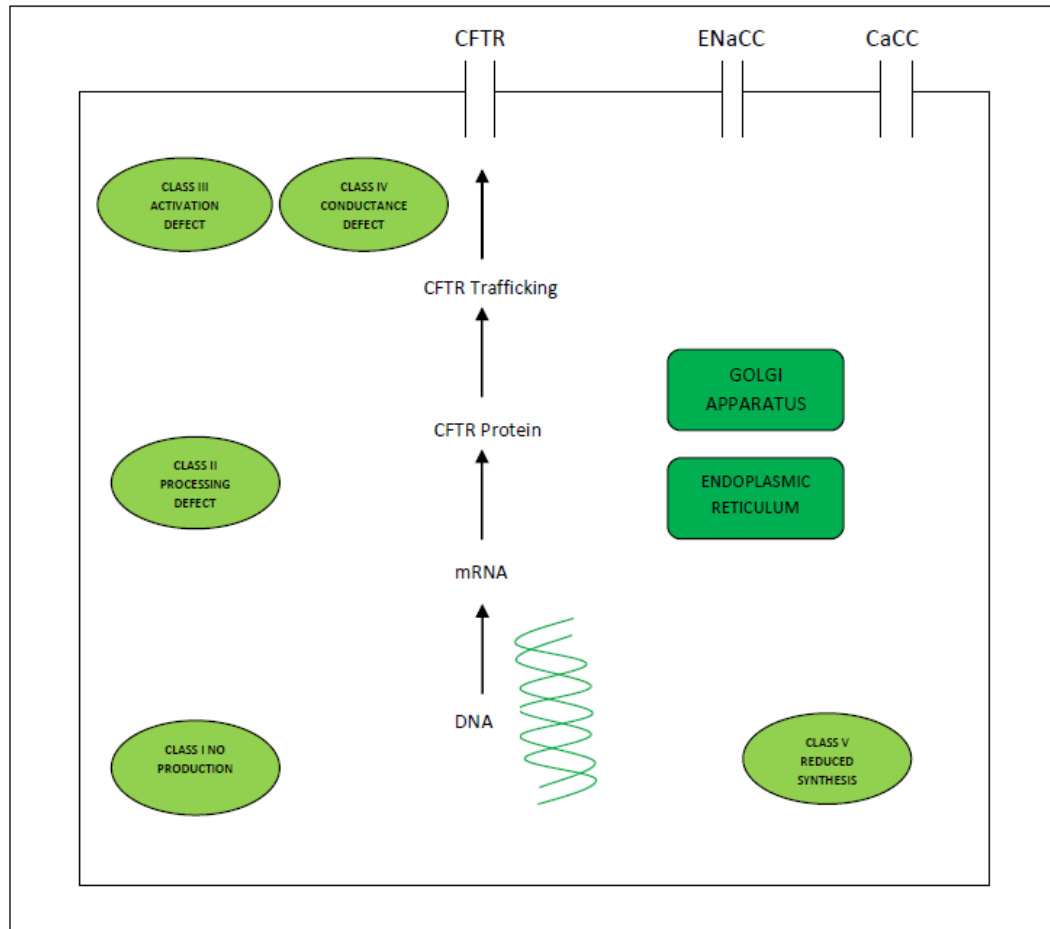 CFTR
ENaCC
CaCC
CLASS III
ACTIVATION
DEFECT
CLASS IV
CONDUCTANCE
DEFECT
CFTR Trafficking
GOLGI
APPARATUS
CFTR Protein
CLASS II
PROCESSING
DEFECT
ENDOPLASMIC
RETICULUM
mRNA
DNA
CLASS I NO
PRODUCTION
CLASS V
REDUCED
SYNTHESIS